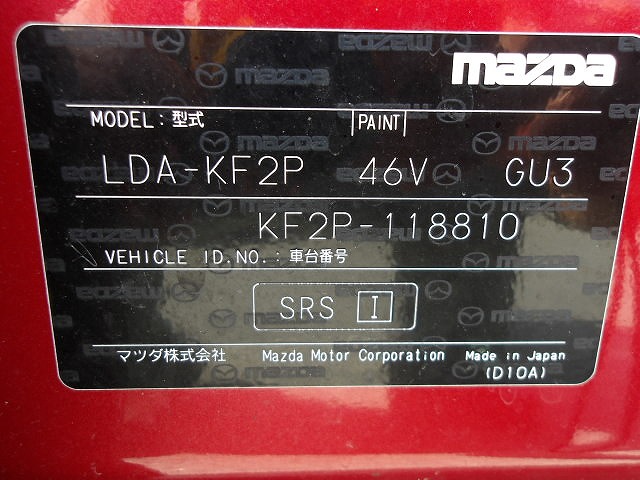 mazda
MODEL: 型式 PAINT
LDA-KF2P 46V GU3
KF2P-118810
VEHICLE ID.NO.: 車台番号
SRS I
マツダ株式会社 Mazda Motor Corporation Made in Japan
(D10A)